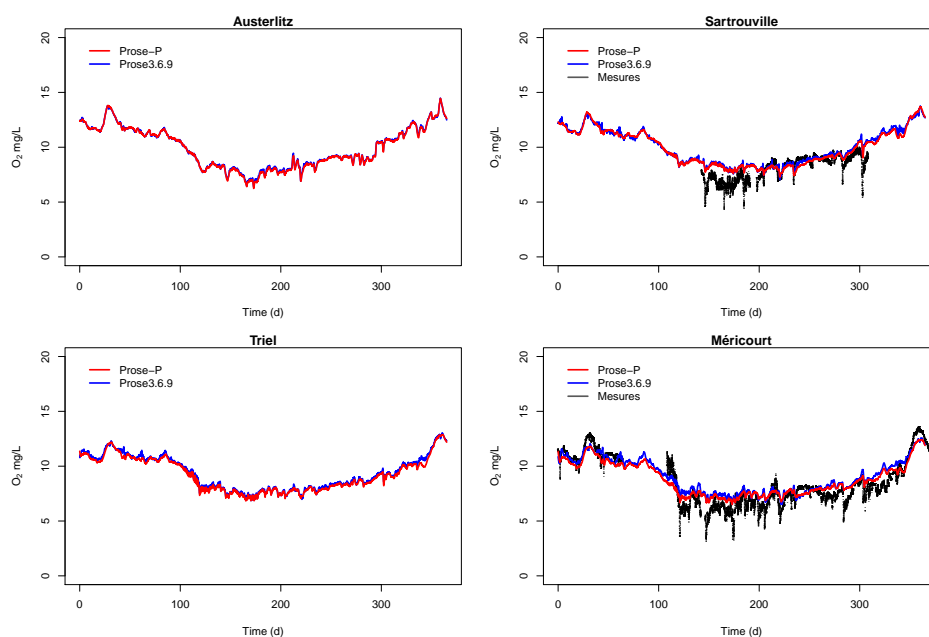 Austerlitz
20
15
10
5
0
O2 mg/L
Prose−P
Prose3.6.9
0 100 200 300
Time (d)
Sartrouville
20
15
10
5
0
O2 mg/L
Prose−P
Prose3.6.9
Mesures
0 100 200 300
Time (d)
Triel
20
15
10
5
0
O2 mg/L
Prose−P
Prose3.6.9
0 100 200 300
Time (d)
Méricourt
20
15
10
5
0
O2 mg/L
Prose−P
Prose3.6.9
Mesures
0 100 200 300
Time (d)